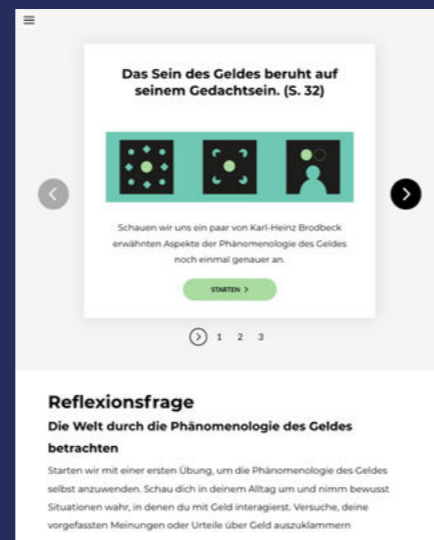 Das Sein des Geldes beruht auf
seinem Gedachtsein. (S. 32)
Schauen wir uns ein paar von Karl-Heinz Brodbeck
erwähnten Aspekte der Phänomenologie des Geldes
noch einmal genauer an.
STARTEN >
1 2 3
Reflexionsfrage
Die Welt durch die Phänomenologie des Geldes
betrachten
Starten wir mit einer ersten Übung, um die Phänomenologie des Geldes
selbst anzuwenden. Schau dich in deinem Alltag um und nimm bewusst
Situationen wahr, in denen du mit Geld interagierst. Versuche, deine
vorgefassten Meinungen oder Urteile über Geld auszuklammern